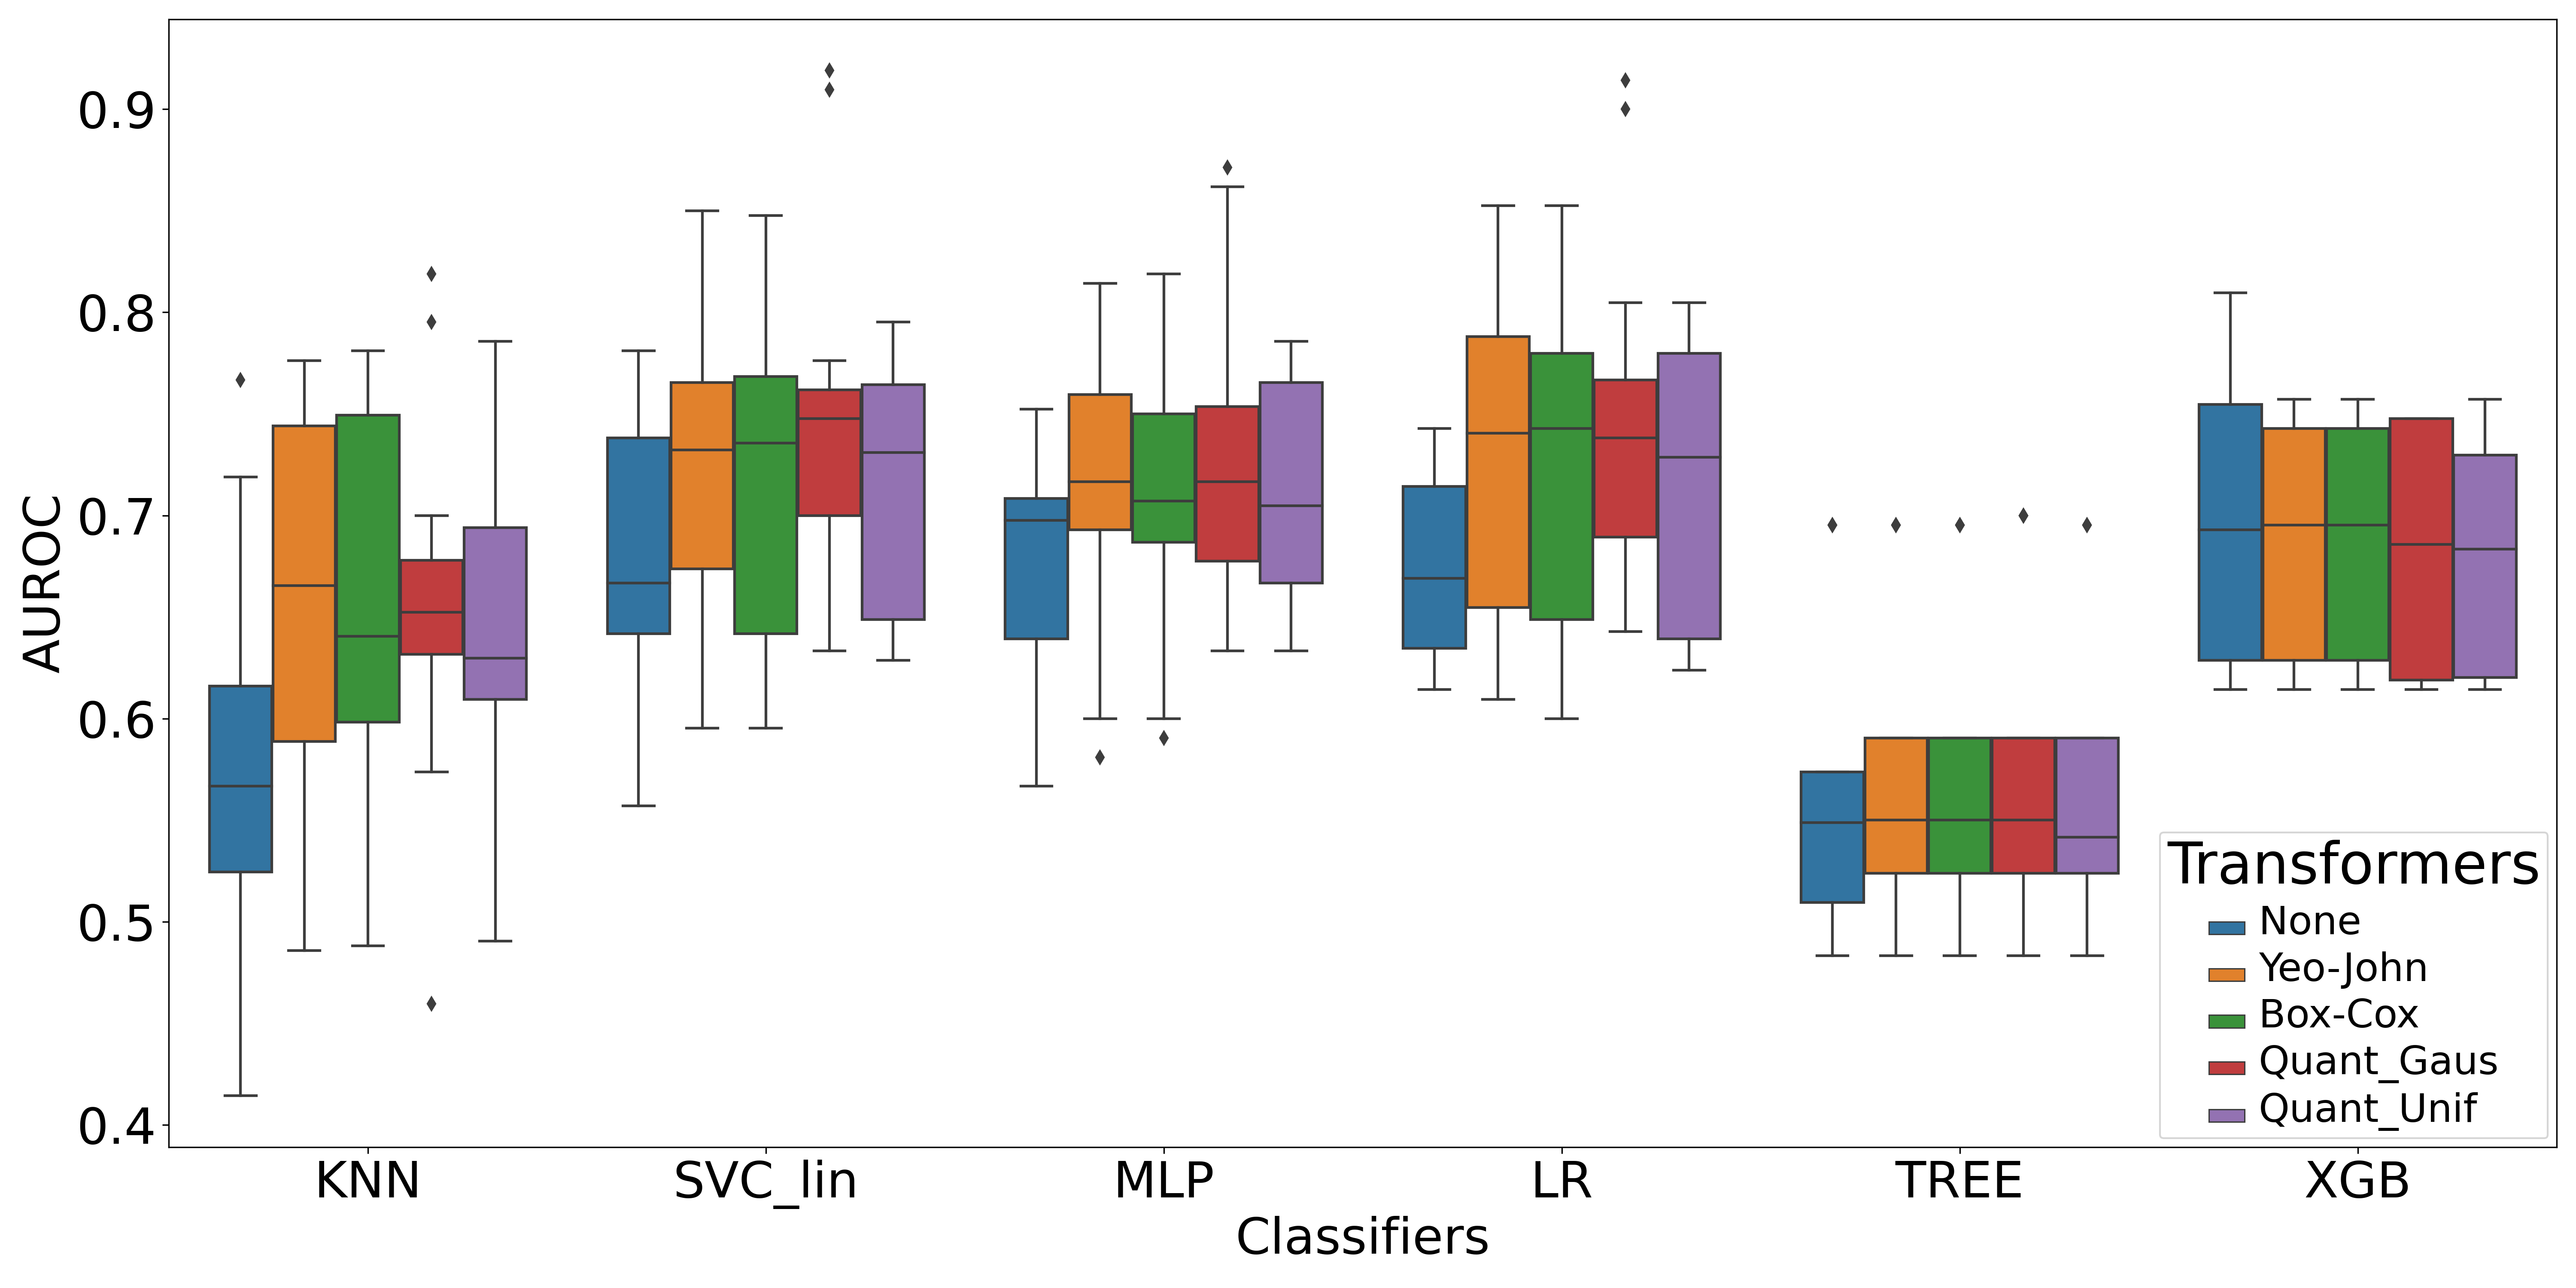 AUROC
0.9
0.8
0.7
0.6
0.5
0.4
KNN SVC_lin MLP LR TREE XGB
Classifiers
Transformers
None
Yeo-John
Box-Cox
Quant_Gaus
Quant_Unif